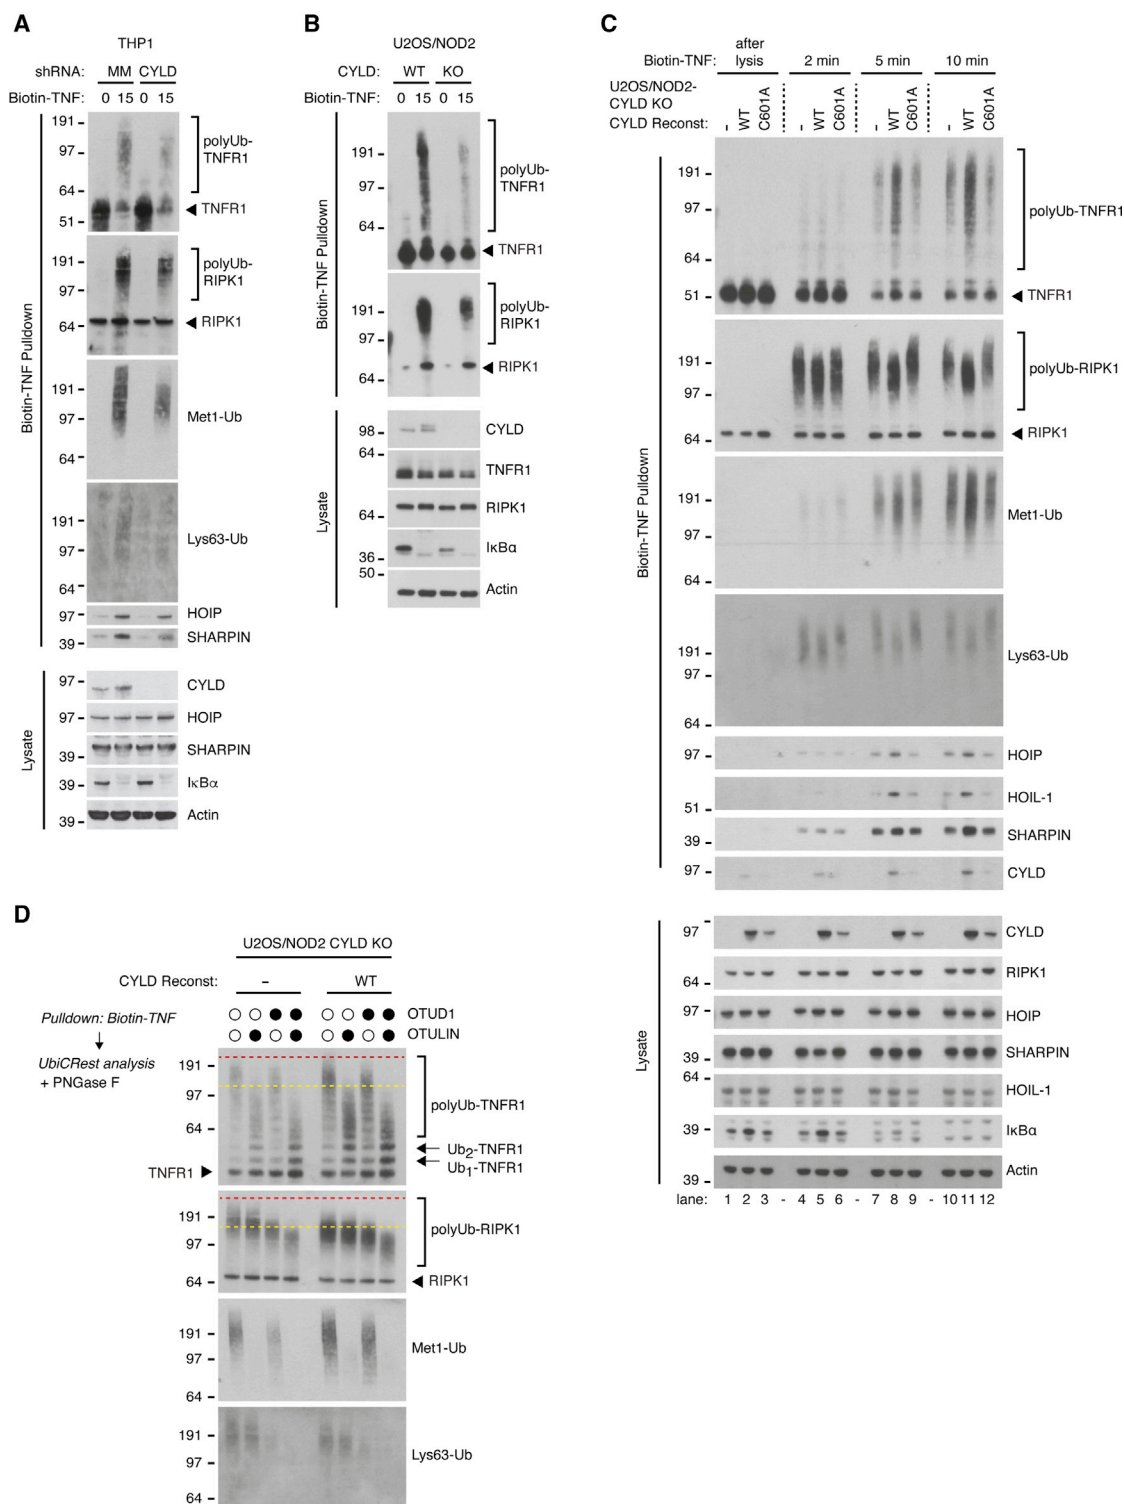 A
THP1
shRNA: MM CYLD
Biotin-TNF: 0 15 0 15
Biotin-TNF Pulldown
191
97
64
51
polyUb-
TNFR1
TNFR1
191
97
64
polyUb-
RIPK1
RIPK1
191
97
64
Met1-Ub
191
97
64
Lys63-Ub
97
HOIP
39
SHARPIN
Lysate
97
CYLD
97
HOIP
39
SHARPIN
39
IκBα
39
Actin
B
U2OS/NOD2
CYLD: WT KO
Biotin-TNF: 0 15 0 15
Biotin-TNF Pulldown
191
97
64
polyUb-
TNFR1
TNFR1
191
97
64
polyUb-
RIPK1
RIPK1
Lysate
98
64
CYLD
TNFR1
64
RIPK1
36
50
IκBα
Actin
C
Biotin-TNF: after lysis 2 min 5 min 10 min
U2OS/NOD2-
CYLD KO
CYLD Reconst: - WT C601A - WT C601A - WT C601A - WT C601A
Biotin-TNF Pulldown
191
97
64
51
polyUb-TNFR1
TNFR1
191
97
64
polyUb-RIPK1
RIPK1
191
97
64
Met1-Ub
191
97
64
Lys63-Ub
97
HOIP
51
HOIL-1
39
SHARPIN
97
CYLD
Lysate
97
CYLD
64
RIPK1
97
HOIP
39
64
SHARPIN
HOIL-1
39
IκBα
39
Actin
lane: 1 2 3 - 4 5 6 - 7 8 9 - 10 11 12
D
U2OS/NOD2 CYLD KO
CYLD Reconst: – WT
Pulldown: Biotin-TNF
UbiCRest analysis
+ PNGase F
OTUD1
OTULIN
191
97
64
polyUb-TNFR1
Ub2-TNFR1
Ub1-TNFR1
TNFR1
191
97
64
polyUb-RIPK1
RIPK1
191
97
64
Met1-Ub
191
97
64
Lys63-Ub